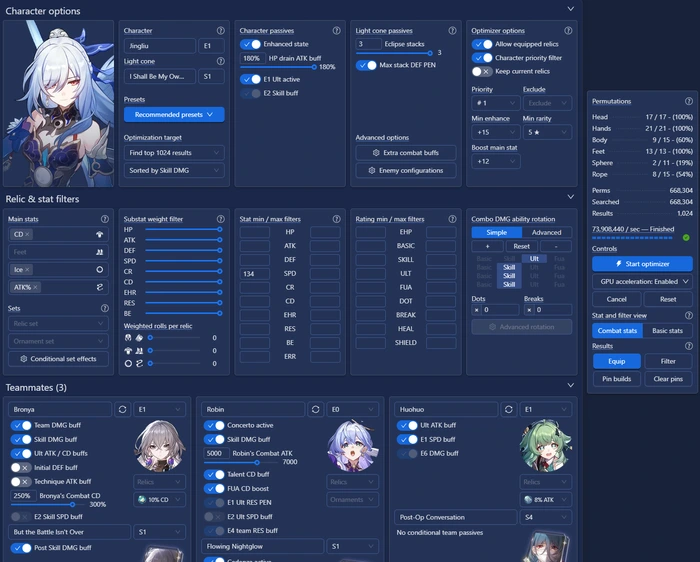 Character options
Character
Jingliu
E1
Light cone
I Shall Be My Ow...
S1
Presets
Recommended presets
Optimization target
Find top 1024 results
Sorted by Skill DMG
Character passives
Enhanced state
180% HP drain ATK buff
180%
E1 Ult active
E2 Skill buff
Light cone passives
3 Eclipse stacks
3
Max stack DEF PEN
Advanced options
Extra combat buffs
Enemy configurations
Optimizer options
Allow equipped relics
Character priority filter
Keep current relics
Priority
Exclude
# 1
Exclude
Min enhance
Min rarity
+15
5 ★
Boost main stat
+12
Permutations
Head 17 / 17 - (100%)
Hands 21 / 21 - (100%)
Body 9 / 15 - (60%)
Feet 13 / 13 - (100%)
Sphere 2 / 11 - (19%)
Rope 8 / 15 - (54%)
Perms 904,304
Searched 668,304
Results 1,024
73,908,440 / sec — Finished
Controls
Start optimizer
GPU acceleration: Enabled
Cancel
Reset
Stat and filter view
Combat stats
Basic stats
Results
Equip
Filter
Pin builds
Clear pins
Relic & stat filters
Main stats
CD ×
Feet
Ice ×
ATK% ×
Sets
Relic set
Ornament set
Conditional set effects
Substat weight filter
HP
ATK
DEF
SPD
CR
CD
EHR
RES
BE
Weighted rolls per relic
0
0
0
Stat min / max filters
HP
ATK
DEF
134 SPD
CR
CD
EHR
RES
BE
ERR
Rating min / max filters
EHP
BASIC
SKILL
ULT
FUA
DOT
BREAK
HEAL
SHIELD
Combo DMG ability rotation
Simple
Advanced
+
Reset
-
Basic Skill Ult Fua
Basic Skill Ult Fua
Basic Skill Ult Fua
Basic Skill Ult Fua
Dots
Breaks
× 0
× 0
Advanced rotation
Teammates (3)
Bronya
E1
Team DMG buff
Skill DMG buff
Ult ATK / CD buffs
Initial DEF buff
Technique ATK buff
250% Bronya's Combat CD
300%
E2 Skill SPD buff
Relics
10% CD
But the Battle Isn't Over
S1
Post Skill DMG buff
Robin
E0
Concerto active
Skill DMG buff
5000 Robin's Combat ATK
7000
Talent CD buff
FUA CD boost
E1 Ult RES PEN
E2 Ult SPD buff
E4 team RES buff
Relics
Ornaments
Flowing Nightglow
S1
Cadenza active
Huohuo
E1
Ult ATK buff
E1 SPD buff
E6 DMG buff
Relics
8% ATK
Post-Op Conversation
S4
No conditional team passives